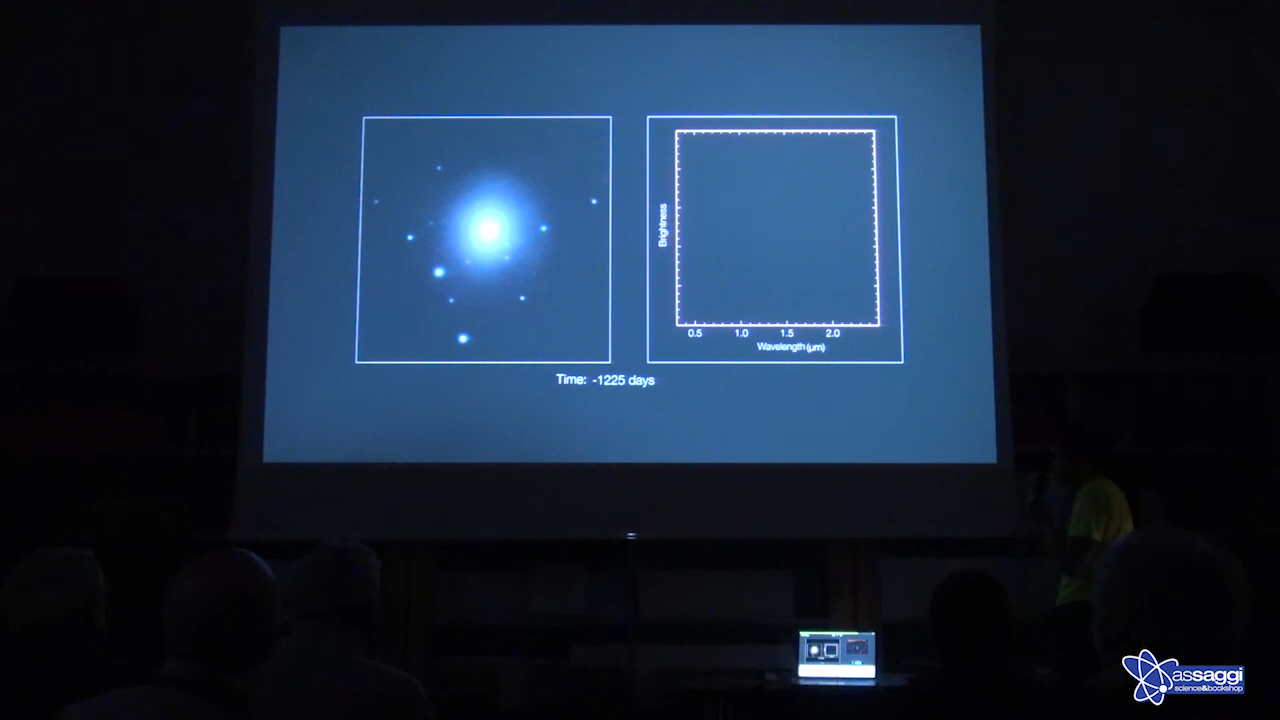 Brightness
0.5 1.0 1.5 2.0
Wavelength (μm)
Time: -1225 days
assaggi
science&bookshop